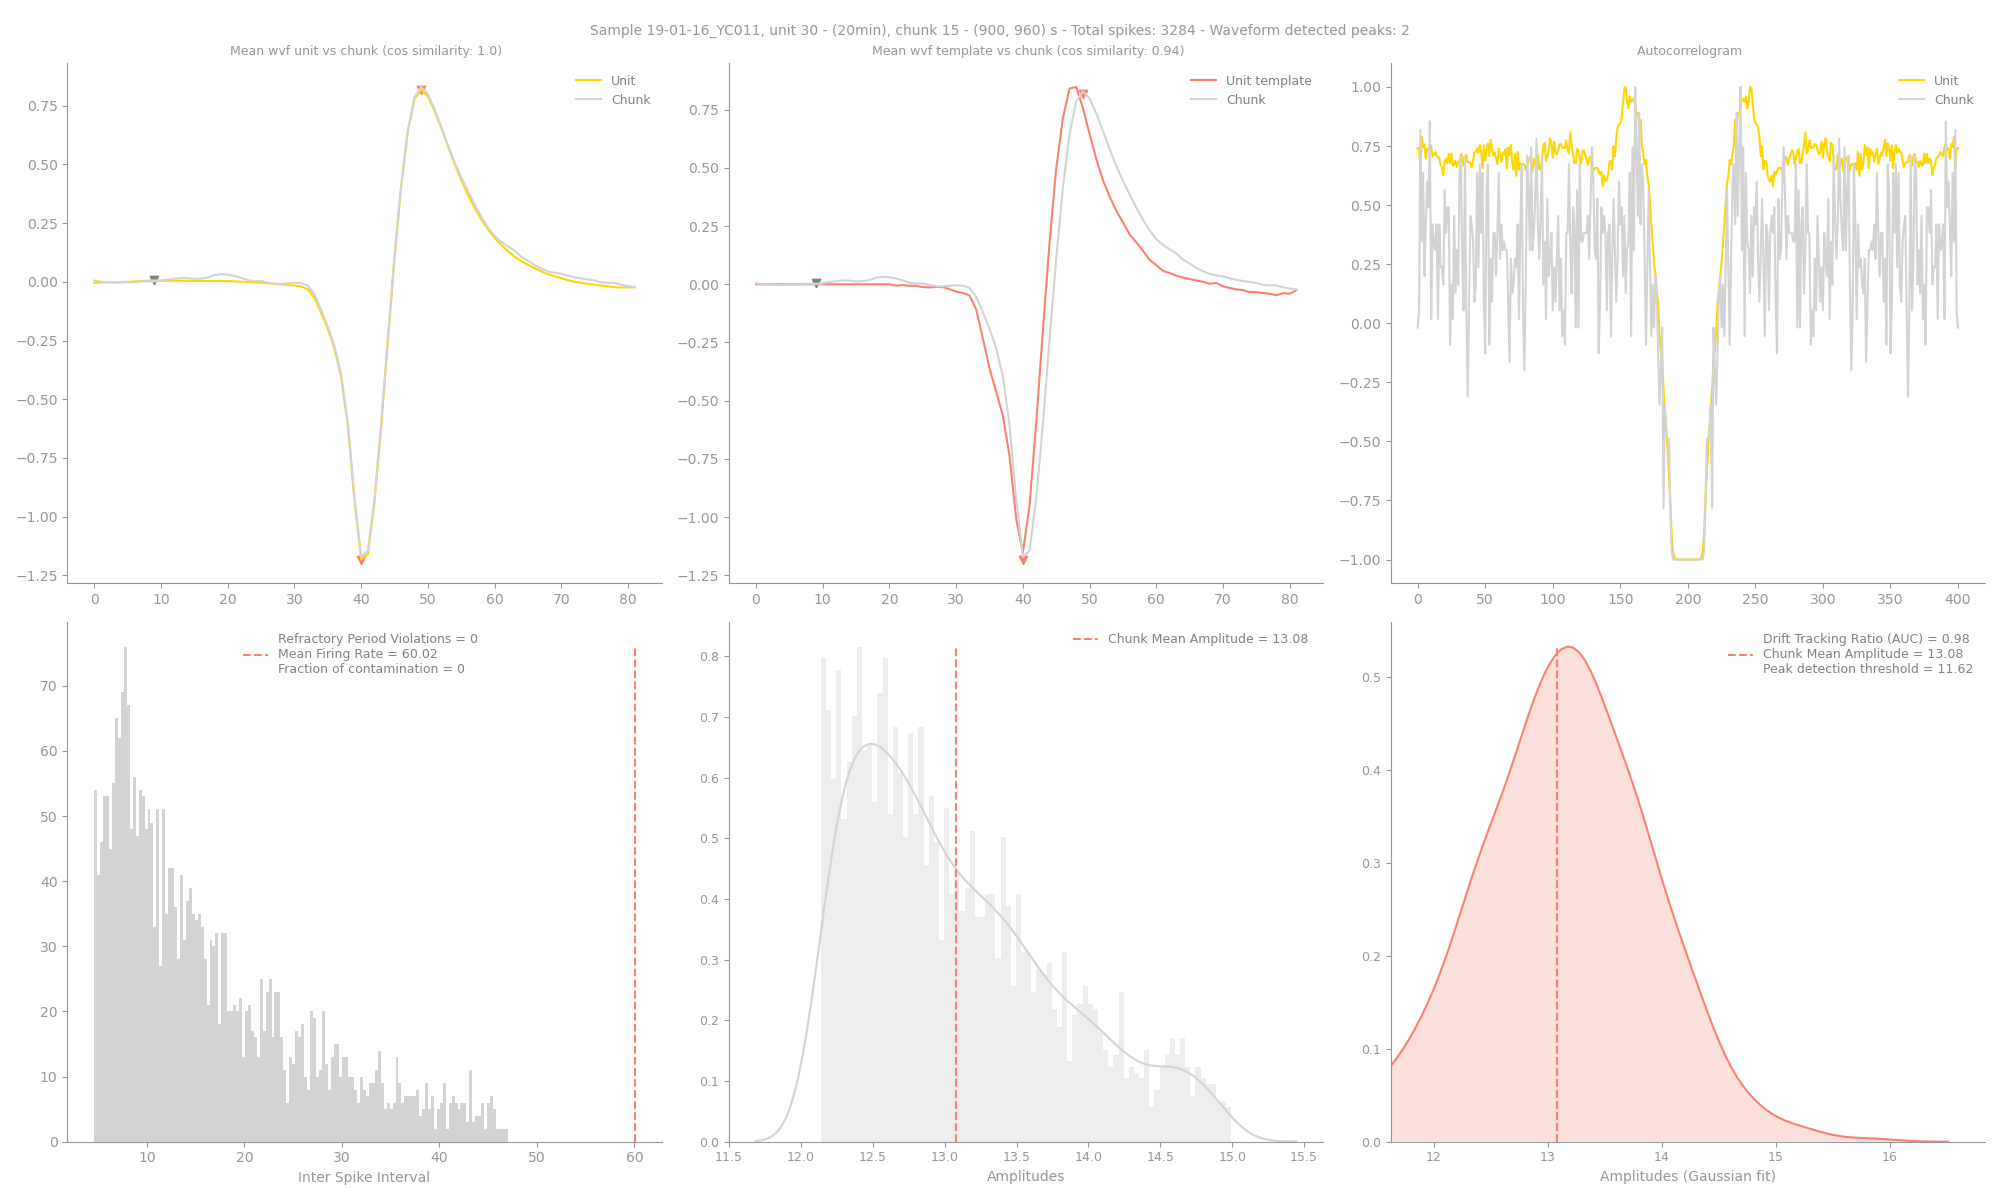 Sample 19-01-16_YC011, unit 30 - (20min), chunk 15 - (900, 960) s - Total spikes: 3284 - Waveform detected peaks: 2
Mean wvf unit vs chunk (cos similarity: 1.0)
Unit
Chunk
0.75
0.50
0.25
0.00
−0.25
−0.50
−0.75
−1.00
−1.25
0 10 20 30 40 50 60 70 80
Mean wvf template vs chunk (cos similarity: 0.94)
Unit template
Chunk
0.75
0.50
0.25
0.00
−0.25
−0.50
−0.75
−1.00
−1.25
0 10 20 30 40 50 60 70 80
Autocorrelogram
Unit
Chunk
1.00
0.75
0.50
0.25
0.00
−0.25
−0.50
−0.75
−1.00
0 50 100 150 200 250 300 350 400
Refractory Period Violations = 0
Mean Firing Rate = 60.02
Fraction of contamination = 0
70
60
50
40
30
20
10
0
10 20 30 40 50 60
Inter Spike Interval
Chunk Mean Amplitude = 13.08
0.8
0.7
0.6
0.5
0.4
0.3
0.2
0.1
0.0
11.5 12.0 12.5 13.0 13.5 14.0 14.5 15.0 15.5
Amplitudes
Drift Tracking Ratio (AUC) = 0.98
Chunk Mean Amplitude = 13.08
Peak detection threshold = 11.62
0.5
0.4
0.3
0.2
0.1
0.0
12 13 14 15 16
Amplitudes (Gaussian fit)